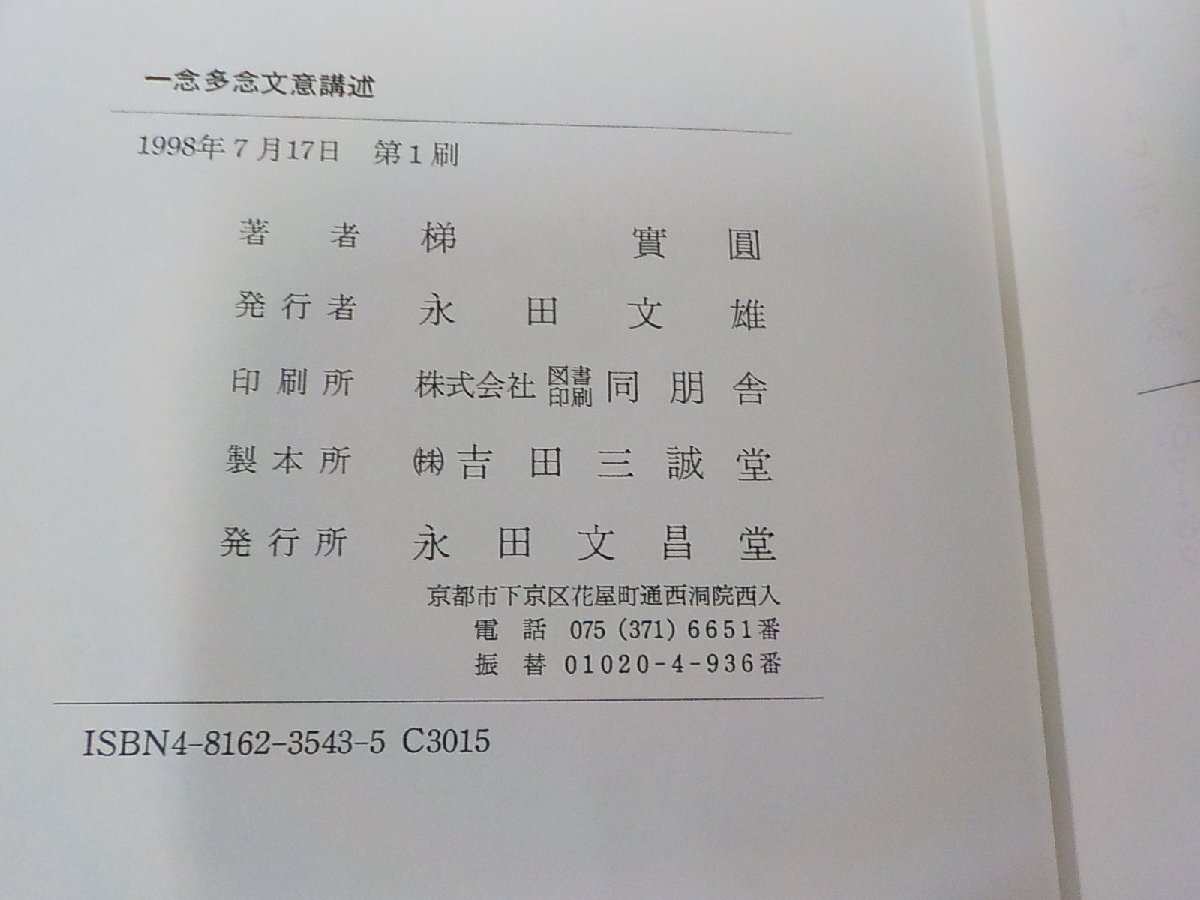 一念多念文意講述
1998年7月17日 第1刷
著者 梯 實圓
発行者 永田文雄
印刷所 株式会社 図書印刷 同朋舎
製本所 ㈱吉田三誠堂
発行所 永田文昌堂
京都市下京区花屋町通西洞院西入
電話 075(371)6651番
振替 01020-4-936番
ISBN4-8162-3543-5 C3015